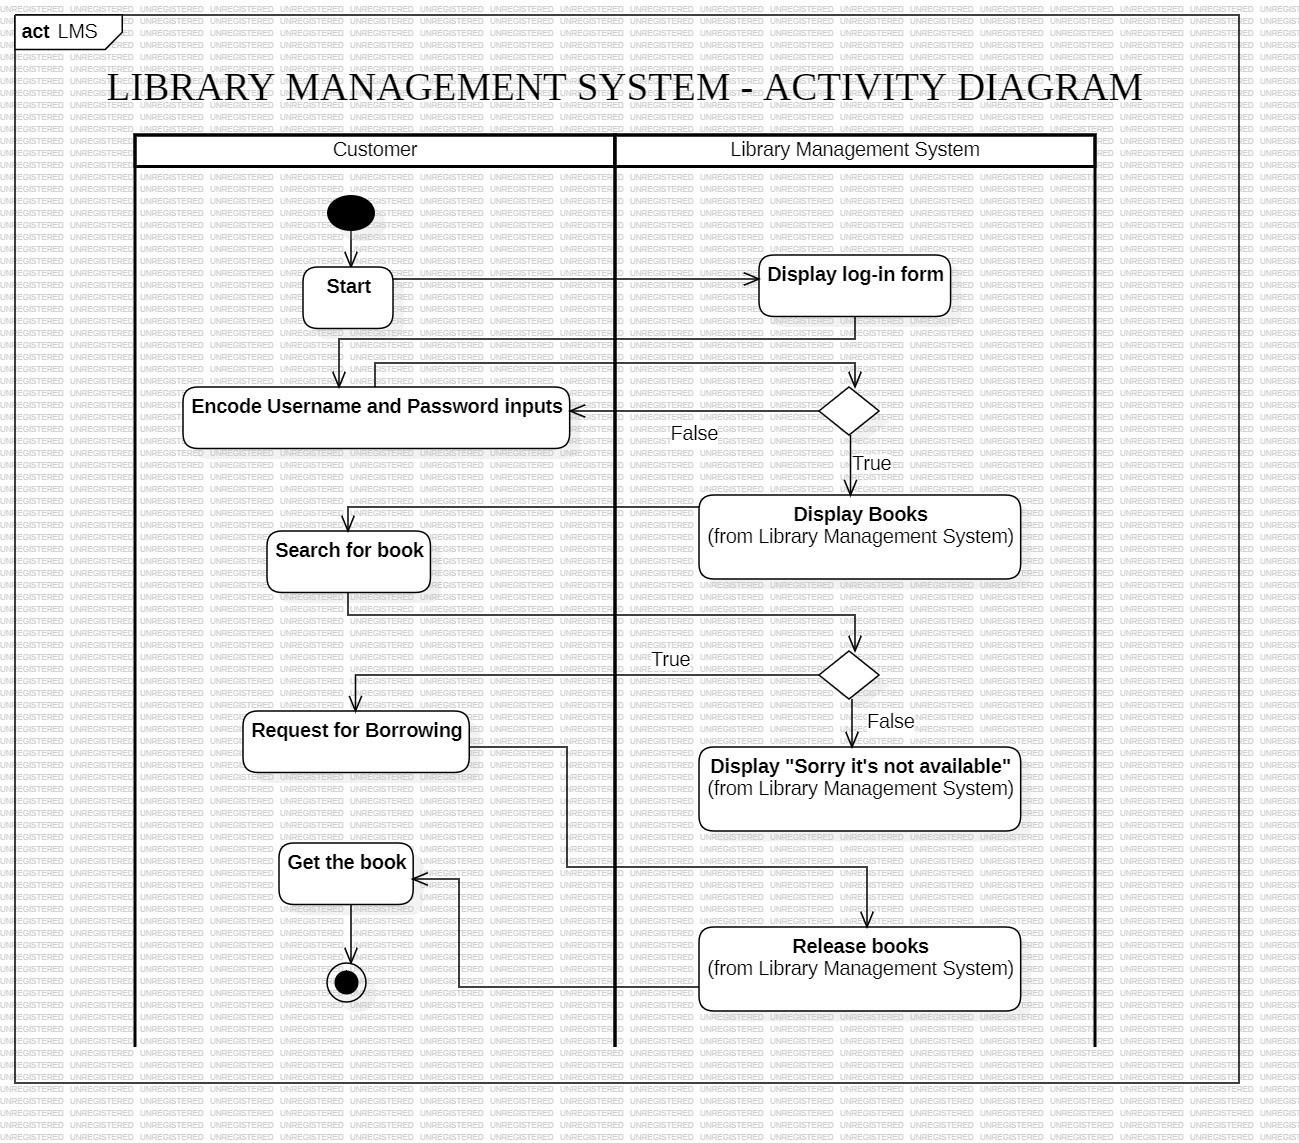 act LMS
LIBRARY MANAGEMENT SYSTEM - ACTIVITY DIAGRAM
Customer
Library Management System
Start
Display log-in form
Encode Username and Password inputs
False
True
Display Books
(from Library Management System)
Search for book
True
Request for Borrowing
False
Display "Sorry it's not available"
(from Library Management System)
Get the book
Release books
(from Library Management System)
UNREGISTERED